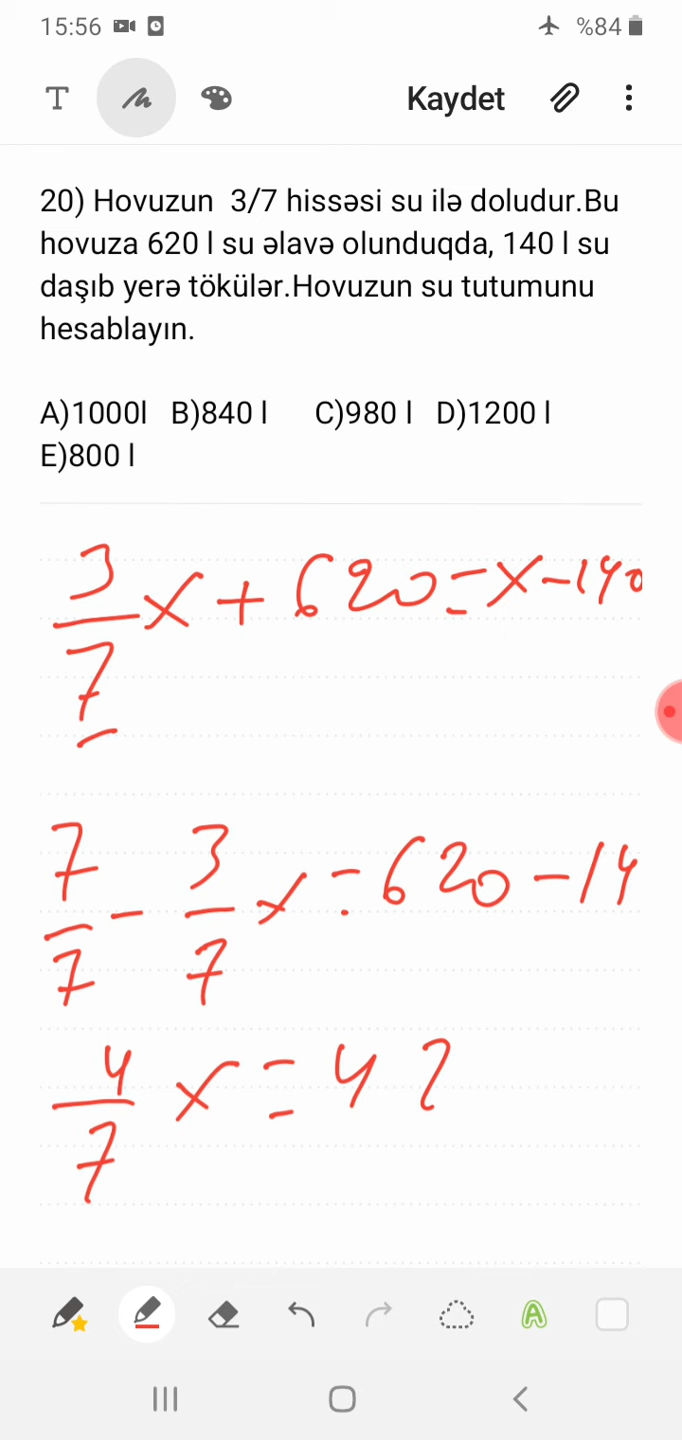 15:56 %84
T Kaydet
20) Hovuzun 3/7 hissəsi su ilə doludur.Bu
hovuza 620 l su əlavə olunduqda, 140 l su
daşıb yerə tökülər.Hovuzun su tutumunu
hesablayın.
A)1000l B)840 l C)980 l D)1200 l
E)800 l
3/7 x + 620 = x - 140
7/7 - 3/7 x = 620 - 14
4/7 x = 4 2
A